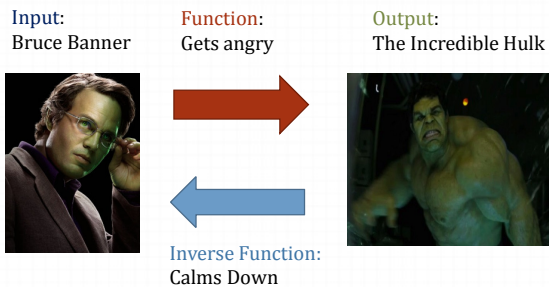 Input:
Bruce Banner
Function:
Gets angry
Output:
The Incredible Hulk
Inverse Function:
Calms Down